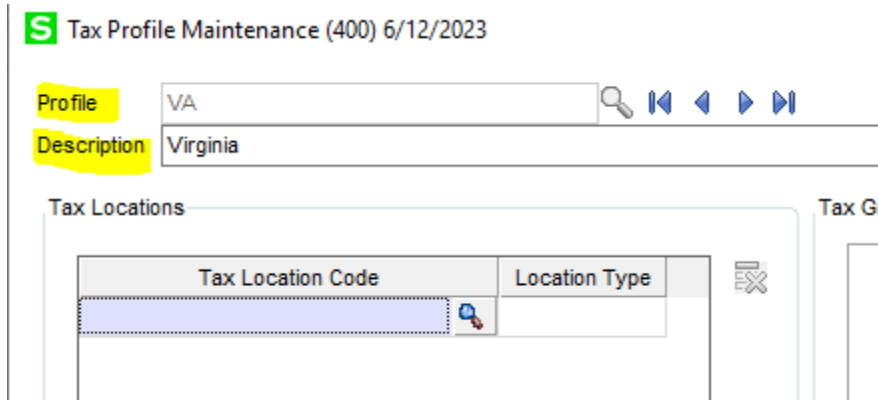 S Tax Profile Maintenance (400) 6/12/2023
Profile VA
Description Virginia
Tax Locations Tax G
Tax Location Code Location Type